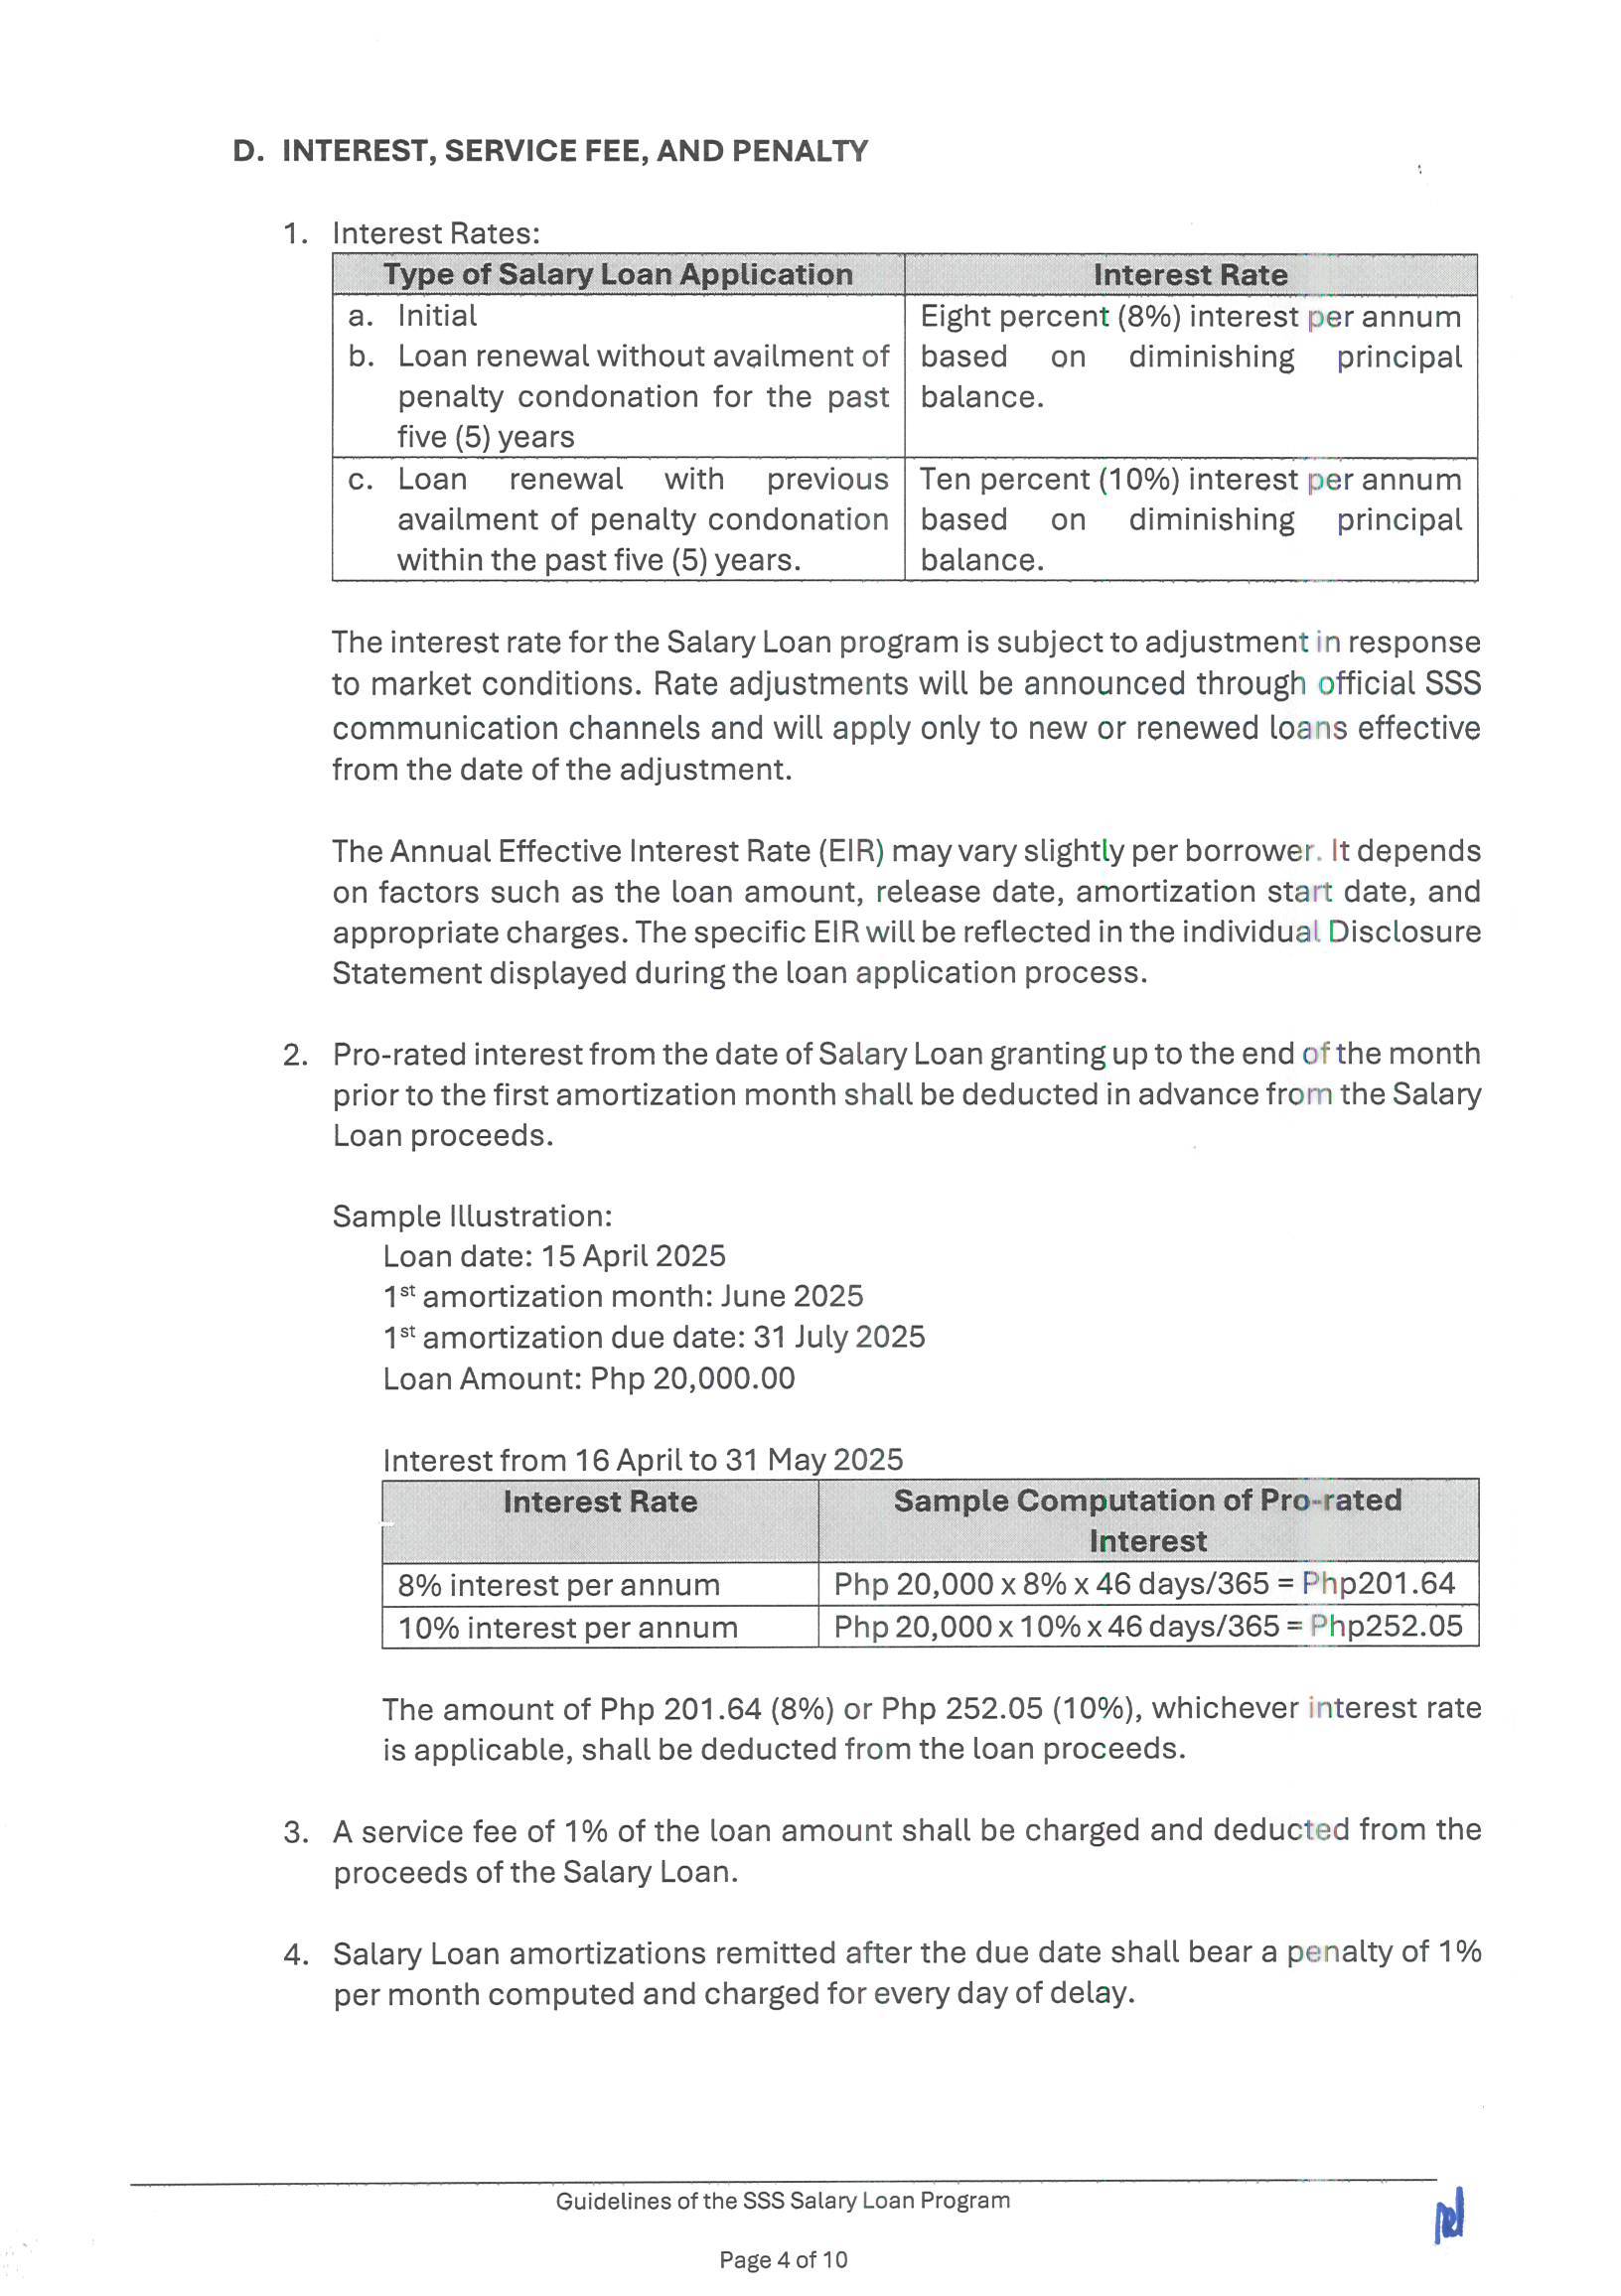 D. INTEREST, SERVICE FEE, AND PENALTY
1. Interest Rates:
Type of Salary Loan Application Interest Rate
a. Initial
b. Loan renewal without availment of
penalty condonation for the past
five (5) years
Eight percent (8%) interest per annum
based on diminishing principal
balance.
c. Loan renewal with previous
availment of penalty condonation
within the past five (5) years.
Ten percent (10%) interest per annum
based on diminishing principal
balance.
The interest rate for the Salary Loan program is subject to adjustment in response
to market conditions. Rate adjustments will be announced through official SSS
communication channels and will apply only to new or renewed loans effective
from the date of the adjustment.
The Annual Effective Interest Rate (EIR) may vary slightly per borrower. It depends
on factors such as the loan amount, release date, amortization start date, and
appropriate charges. The specific EIR will be reflected in the individual Disclosure
Statement displayed during the loan application process.
2. Pro-rated interest from the date of Salary Loan granting up to the end of the month
prior to the first amortization month shall be deducted in advance from the Salary
Loan proceeds.
Sample Illustration:
Loan date: 15 April 2025
1st amortization month: June 2025
1st amortization due date: 31 July 2025
Loan Amount: Php 20,000.00
Interest from 16 April to 31 May 2025
Interest Rate
Sample Computation of Pro-rated
Interest
8% interest per annum Php 20,000 x 8% x 46 days/365 = Php201.64
10% interest per annum Php 20,000 x 10% x 46 days/365 = Php252.05
The amount of Php 201.64 (8%) or Php 252.05 (10%), whichever interest rate
is applicable, shall be deducted from the loan proceeds.
3. A service fee of 1% of the loan amount shall be charged and deducted from the
proceeds of the Salary Loan.
4. Salary Loan amortizations remitted after the due date shall bear a penalty of 1%
per month computed and charged for every day of delay.
Guidelines of the SSS Salary Loan Program
Page 4 of 10